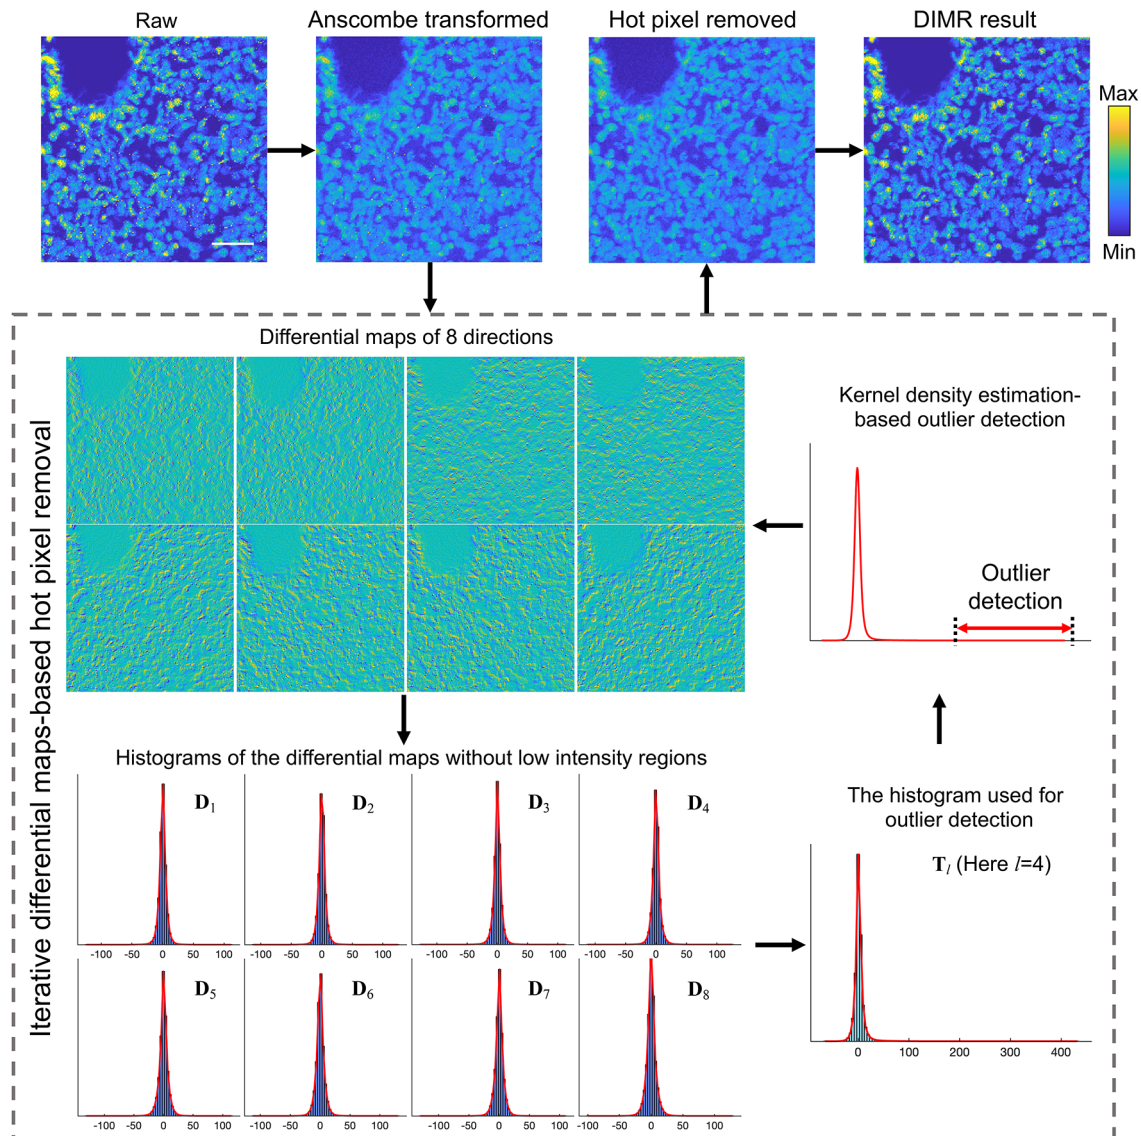 Raw
Anscombe transformed
Hot pixel removed
DIMR result
Max
Min
Iterative differential maps-based hot pixel removal
Differential maps of 8 directions
Kernel density estimation-
based outlier detection
Outlier
detection
Histograms of the differential maps without low intensity regions
D1
D2
D3
D4
-100 -50 0 50 100
-100 -50 0 50 100
-100 -50 0 50 100
-100 -50 0 50 100
D5
D6
D7
D8
-100 -50 0 50 100
-100 -50 0 50 100
-100 -50 0 50 100
-100 -50 0 50 100
The histogram used for
outlier detection
Tl (Here l=4)
0 100 200 300 400